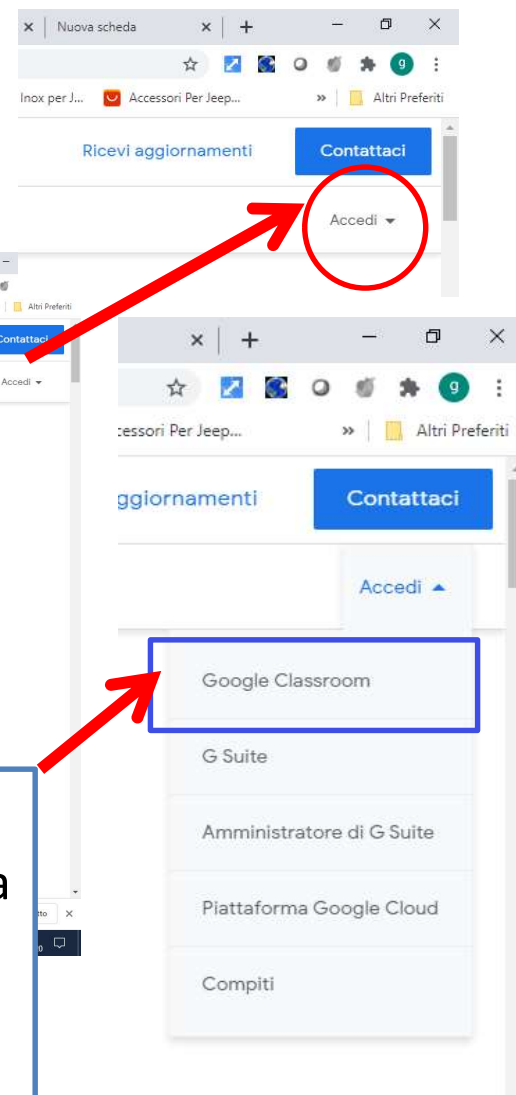 Nuova scheda
g
Inox per J... Accessori Per Jeep... » Altri Preferiti
Ricevi aggiornamenti Contattaci
Accedi
Altri Preferiti
Contattaci
Accedi
g
cessori Per Jeep... » Altri Preferiti
ggiornamenti Contattaci
Accedi
Google Classroom
G Suite
Amministratore di G Suite
Piattaforma Google Cloud
Compiti
a